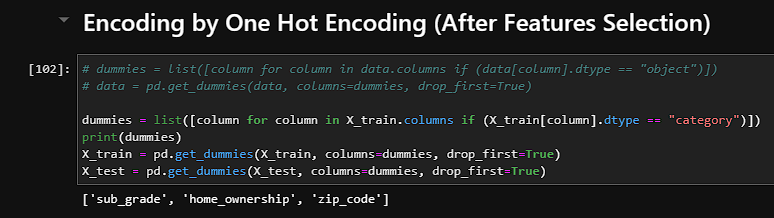 Encoding by One Hot Encoding (After Features Selection)
[102]: # dummies = list([column for column in data.columns if (data[column].dtype == "object")])
# data = pd.get_dummies(data, columns=dummies, drop_first=True)
dummies = list([column for column in X_train.columns if (X_train[column].dtype == "category")])
print(dummies)
X_train = pd.get_dummies(X_train, columns=dummies, drop_first=True)
X_test = pd.get_dummies(X_test, columns=dummies, drop_first=True)
['sub_grade', 'home_ownership', 'zip_code']